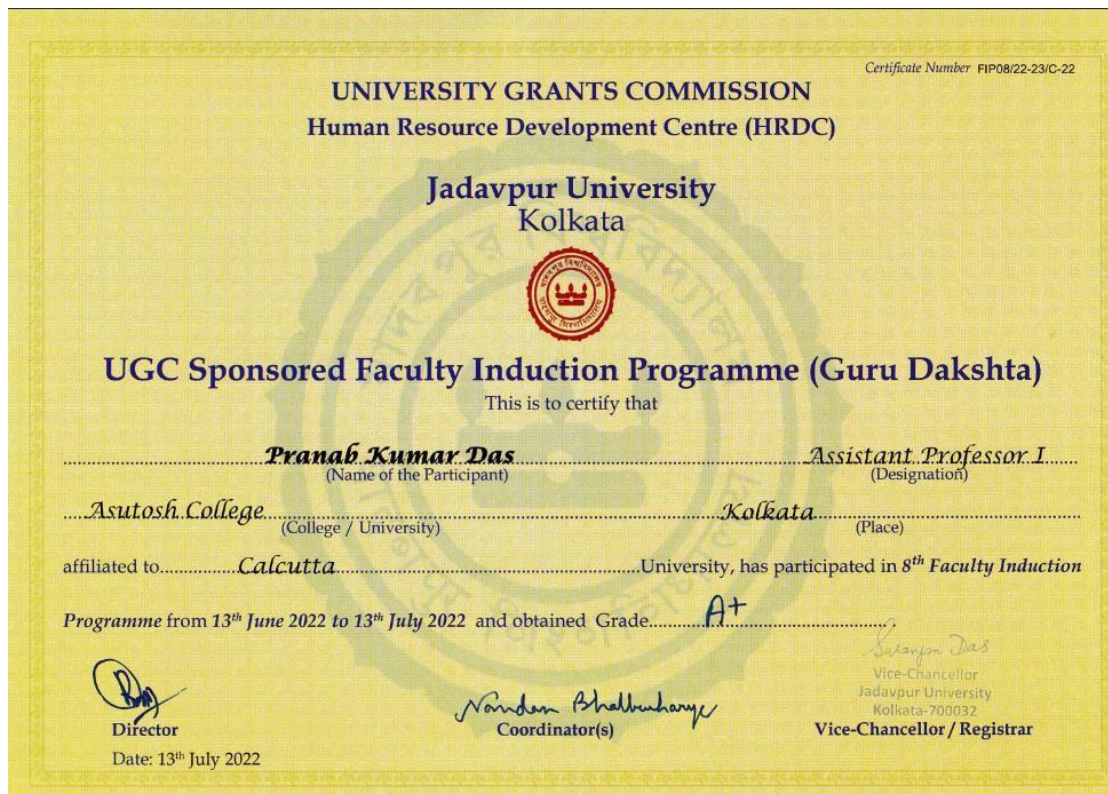 Certificate Number FIP08/22-23/C-22
UNIVERSITY GRANTS COMMISSION
Human Resource Development Centre (HRDC)
Jadavpur University
Kolkata
UGC Sponsored Faculty Induction Programme (Guru Dakshta)
This is to certify that
Pranab Kumar Das Assistant Professor I
(Name of the Participant) (Designation)
Asutosh College Kolkata
(College / University) (Place)
affiliated to Calcutta University, has participated in 8th Faculty Induction
Programme from 13th June 2022 to 13th July 2022 and obtained Grade A+
Suranjan Das
Vice-Chancellor
Jadavpur University
Kolkata-700032
Director Coordinator(s) Vice-Chancellor / Registrar
Date: 13th July 2022